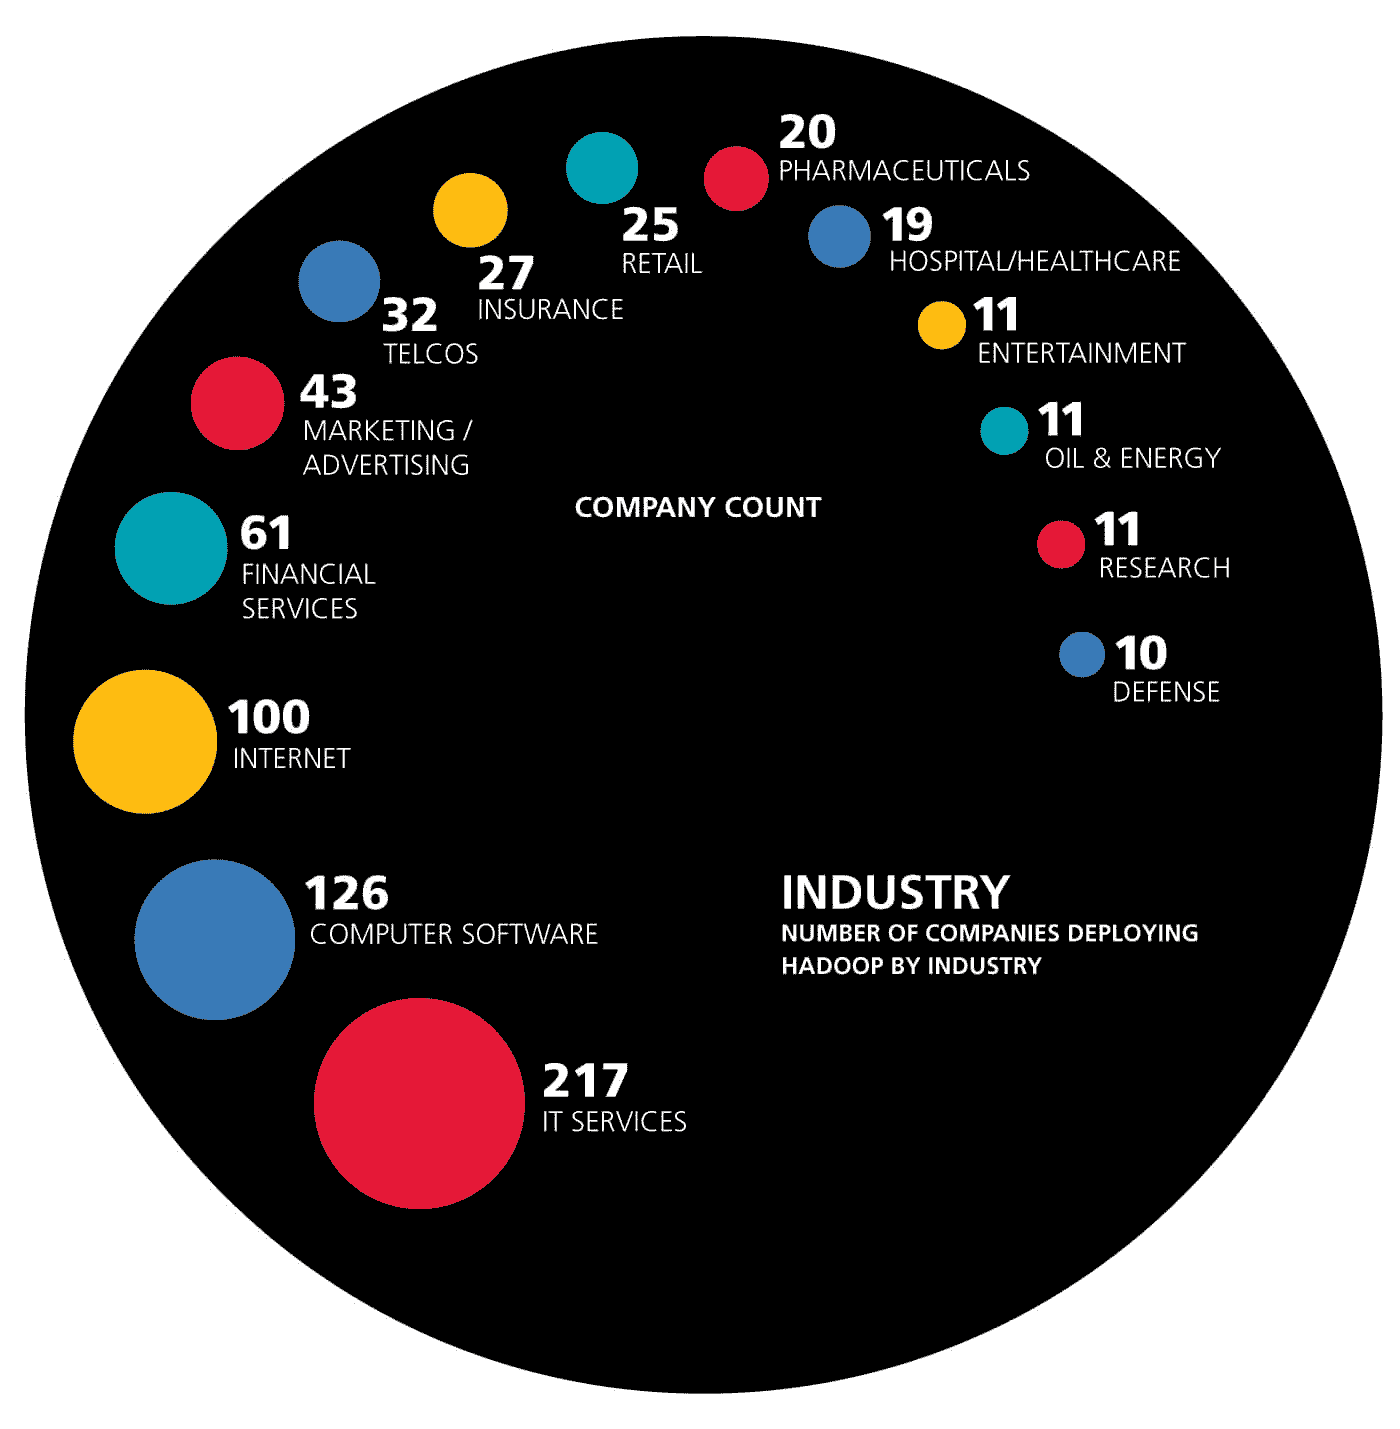 20
PHARMACEUTICALS
19
HOSPITAL/HEALTHCARE
25
RETAIL
27
INSURANCE
32
TELCOS
11
ENTERTAINMENT
43
MARKETING /
ADVERTISING
11
OIL & ENERGY
COMPANY COUNT
61
FINANCIAL
SERVICES
11
RESEARCH
10
DEFENSE
100
INTERNET
126
COMPUTER SOFTWARE
INDUSTRY
NUMBER OF COMPANIES DEPLOYING
HADOOP BY INDUSTRY
217
IT SERVICES